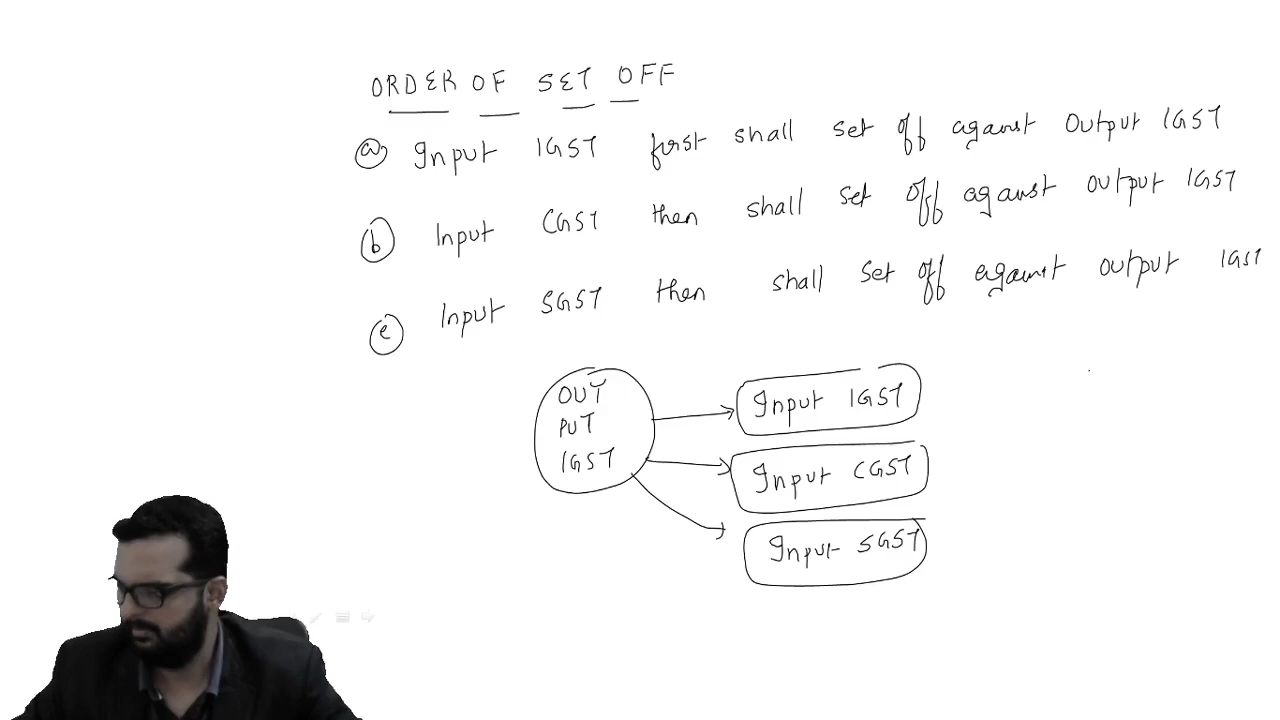 ORDER OF SET OFF
(a) Input IGST first shall set off against Output IGST
(b) Input CGST then shall set off against output IGST
(c) Input SGST then shall set off against output IGST
OUT
PUT
IGST
Input IGST
Input CGST
Input SGST